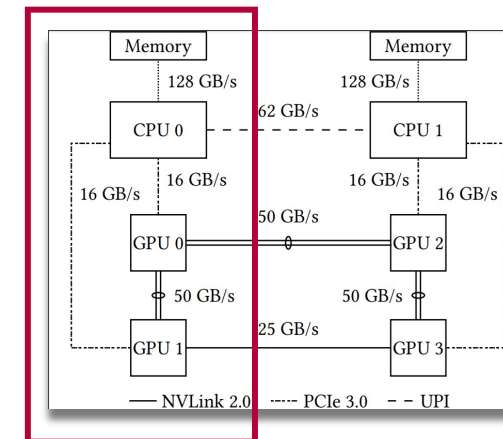 Memory Memory
128 GB/s 128 GB/s
62 GB/s
CPU 0 CPU 1
16 GB/s 16 GB/s
16 GB/s 16 GB/s
50 GB/s
GPU 0 GPU 2
50 GB/s 50 GB/s
25 GB/s
GPU 1 GPU 3
NVLink 2.0 PCIe 3.0 UPI